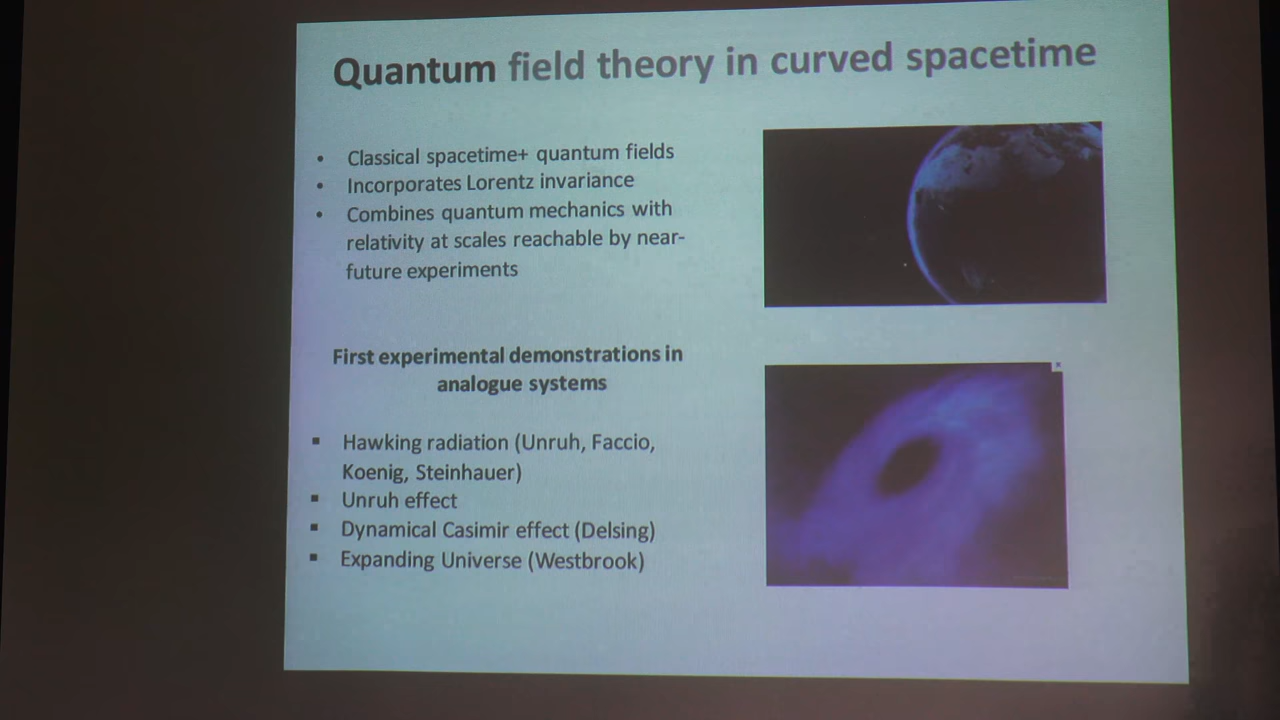 Quantum field theory in curved spacetime
• Classical spacetime+ quantum fields
• Incorporates Lorentz invariance
• Combines quantum mechanics with
relativity at scales reachable by near-
future experiments
First experimental demonstrations in
analogue systems
▪ Hawking radiation (Unruh, Faccio,
Koenig, Steinhauer)
▪ Unruh effect
▪ Dynamical Casimir effect (Delsing)
▪ Expanding Universe (Westbrook)